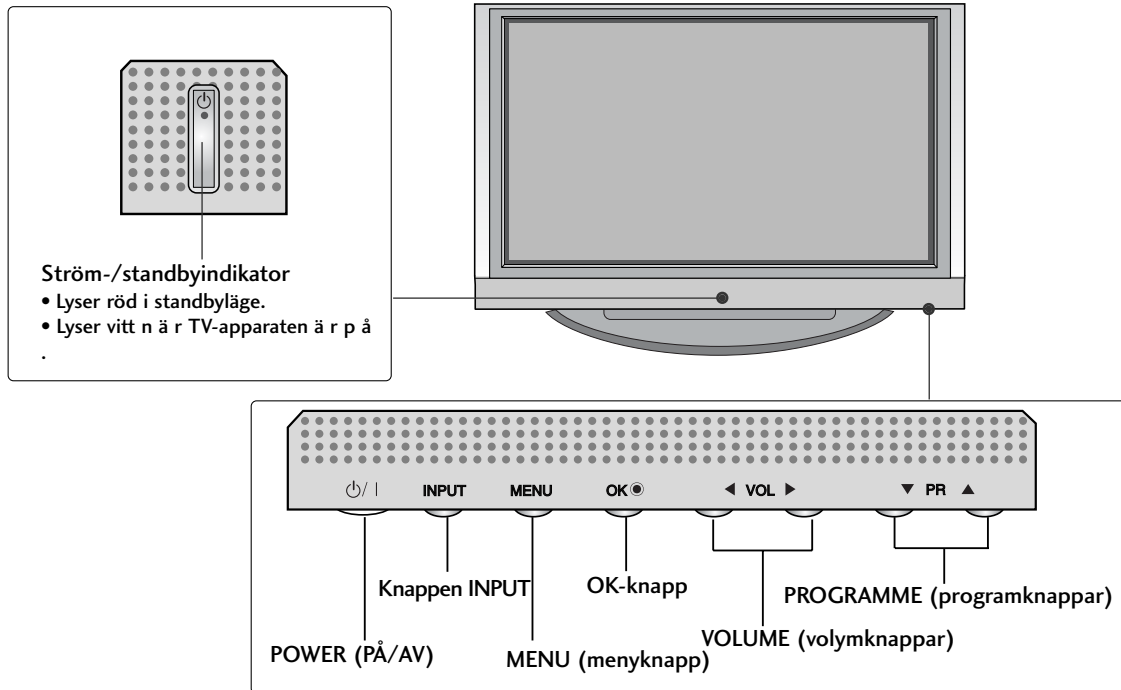 Ström-/standbyindikator
• Lyser röd i standbyläge.
• Lyser vitt n ä r TV-apparaten ä r p å
.
⏻/ I INPUT MENU OK◉ ◀ VOL ▶ ▼ PR ▲
Knappen INPUT
OK-knapp
PROGRAMME (programknappar)
VOLUME (volymknappar)
POWER (PÅ/AV)
MENU (menyknapp)